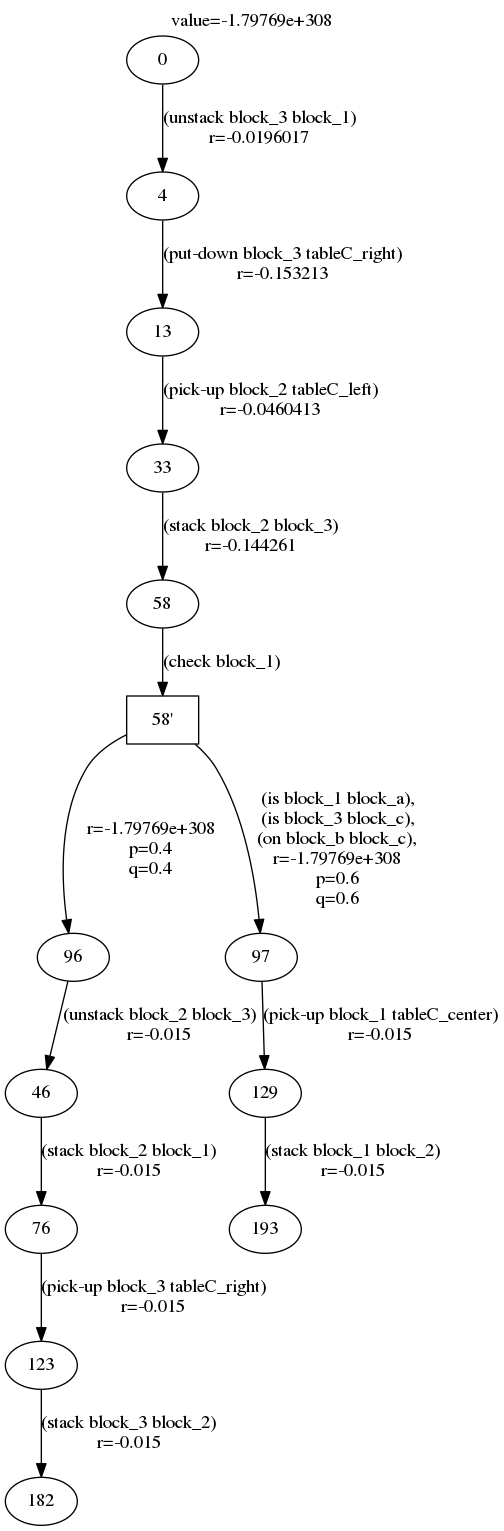 value=-1.79769e+308
0
(unstack block_3 block_1)
r=-0.0196017
4
(put-down block_3 tableC_right)
r=-0.153213
13
(pick-up block_2 tableC_left)
r=-0.0460413
33
(stack block_2 block_3)
r=-0.144261
58
(check block_1)
58'
r=-1.79769e+308
p=0.4
q=0.4
(is block_1 block_a),
(is block_3 block_c),
(on block_b block_c),
r=-1.79769e+308
p=0.6
q=0.6
96
97
(unstack block_2 block_3)
r=-0.015
(pick-up block_1 tableC_center)
r=-0.015
46
129
(stack block_2 block_1)
r=-0.015
(stack block_1 block_2)
r=-0.015
76
193
(pick-up block_3 tableC_right)
r=-0.015
123
(stack block_3 block_2)
r=-0.015
182